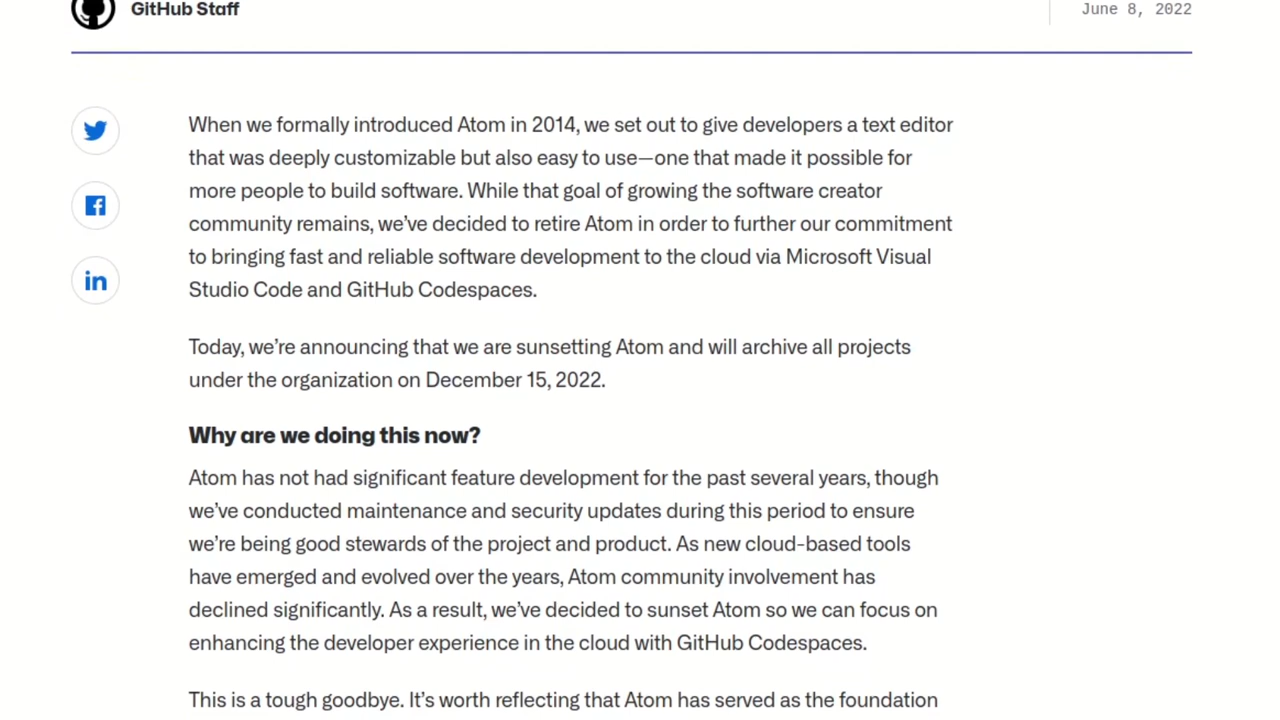 GitHub Staff
June 8, 2022
When we formally introduced Atom in 2014, we set out to give developers a text editor
that was deeply customizable but also easy to use—one that made it possible for
more people to build software. While that goal of growing the software creator
community remains, we’ve decided to retire Atom in order to further our commitment
to bringing fast and reliable software development to the cloud via Microsoft Visual
Studio Code and GitHub Codespaces.
Today, we’re announcing that we are sunsetting Atom and will archive all projects
under the organization on December 15, 2022.
Why are we doing this now?
Atom has not had significant feature development for the past several years, though
we’ve conducted maintenance and security updates during this period to ensure
we’re being good stewards of the project and product. As new cloud-based tools
have emerged and evolved over the years, Atom community involvement has
declined significantly. As a result, we’ve decided to sunset Atom so we can focus on
enhancing the developer experience in the cloud with GitHub Codespaces.
This is a tough goodbye. It’s worth reflecting that Atom has served as the foundation